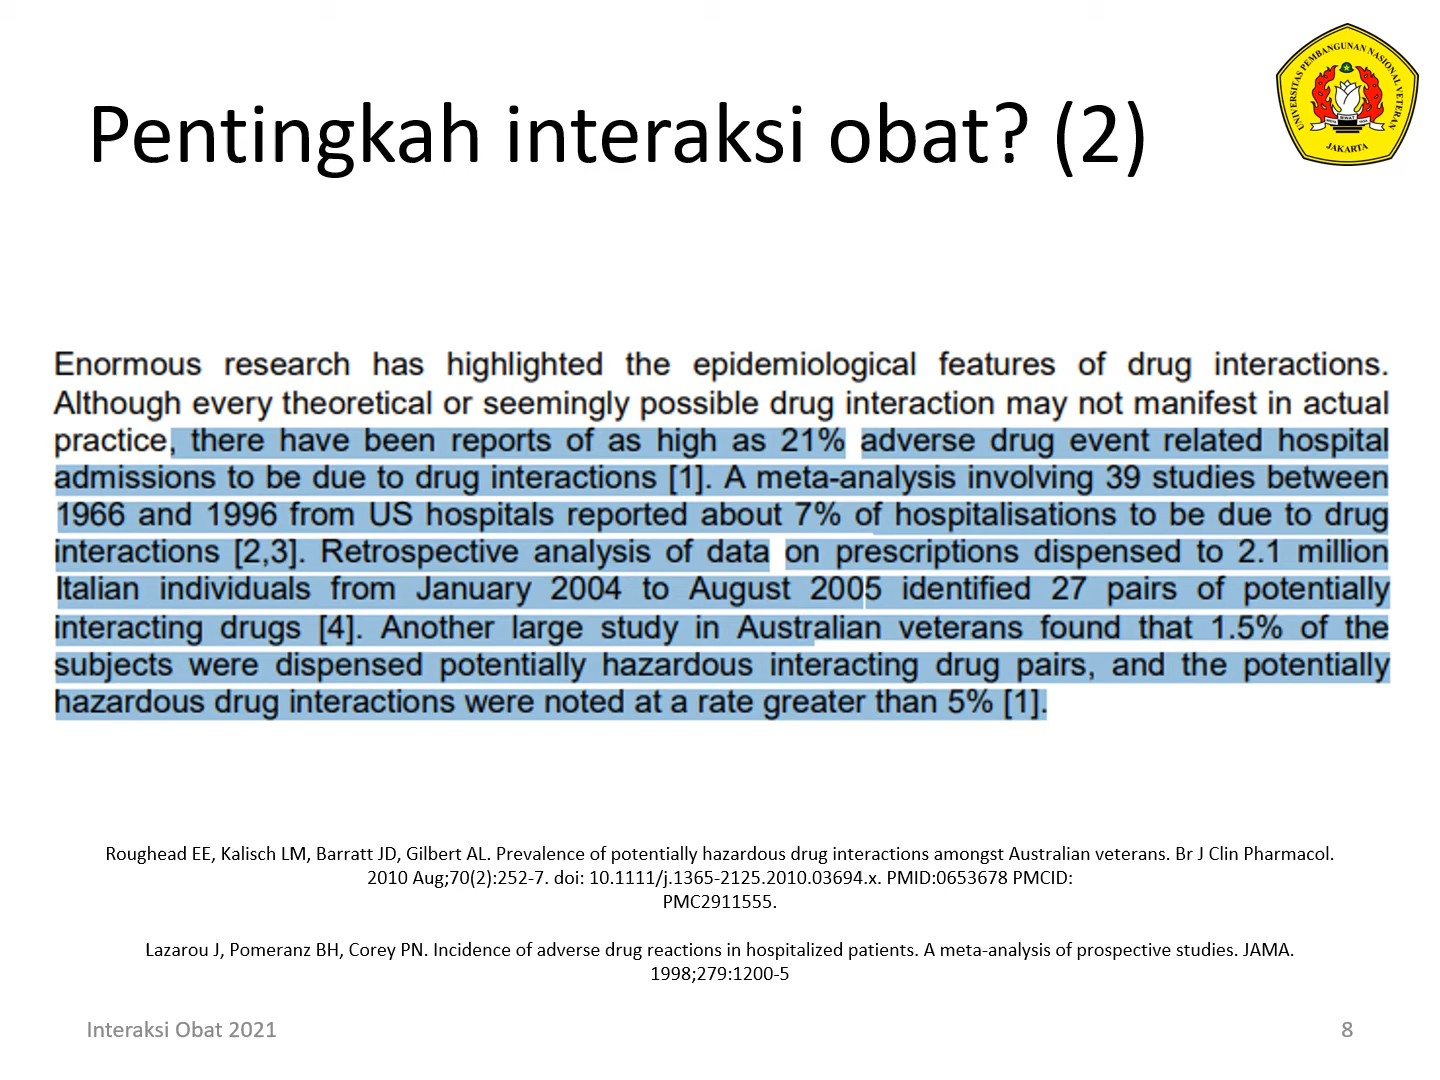 Pentingkah interaksi obat? (2)
UNIVERSITAS PEMBANGUNAN NASIONAL VETERAN
JAKARTA
Enormous research has highlighted the epidemiological features of drug interactions.
Although every theoretical or seemingly possible drug interaction may not manifest in actual
practice, there have been reports of as high as 21% adverse drug event related hospital
admissions to be due to drug interactions [1]. A meta-analysis involving 39 studies between
1966 and 1996 from US hospitals reported about 7% of hospitalisations to be due to drug
interactions [2,3]. Retrospective analysis of data on prescriptions dispensed to 2.1 million
Italian individuals from January 2004 to August 2005 identified 27 pairs of potentially
interacting drugs [4]. Another large study in Australian veterans found that 1.5% of the
subjects were dispensed potentially hazardous interacting drug pairs, and the potentially
hazardous drug interactions were noted at a rate greater than 5% [1].
Roughead EE, Kalisch LM, Barratt JD, Gilbert AL. Prevalence of potentially hazardous drug interactions amongst Australian veterans. Br J Clin Pharmacol.
2010 Aug;70(2):252-7. doi: 10.1111/j.1365-2125.2010.03694.x. PMID:0653678 PMCID:
PMC2911555.
Lazarou J, Pomeranz BH, Corey PN. Incidence of adverse drug reactions in hospitalized patients. A meta-analysis of prospective studies. JAMA.
1998;279:1200-5
Interaksi Obat 2021
8